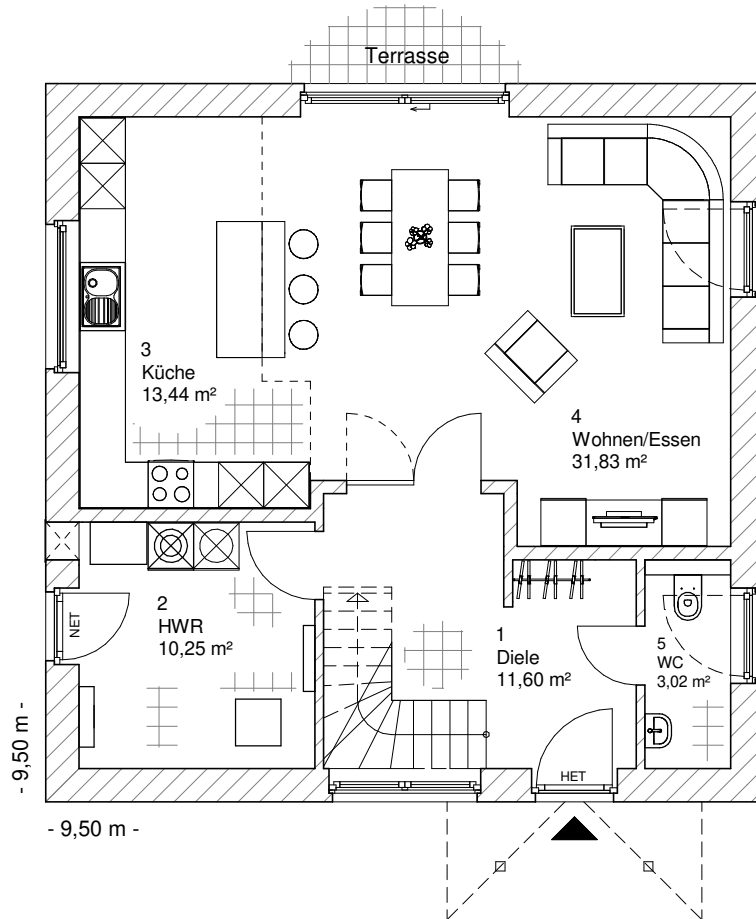 Terrasse
3
Küche
13,44 m²
4
Wohnen/Essen
31,83 m²
2
HWR
10,25 m²
NET
1
Diele
11,60 m²
5
WC
3,02 m²
HET
- 9,50 m -
- 9,50 m -